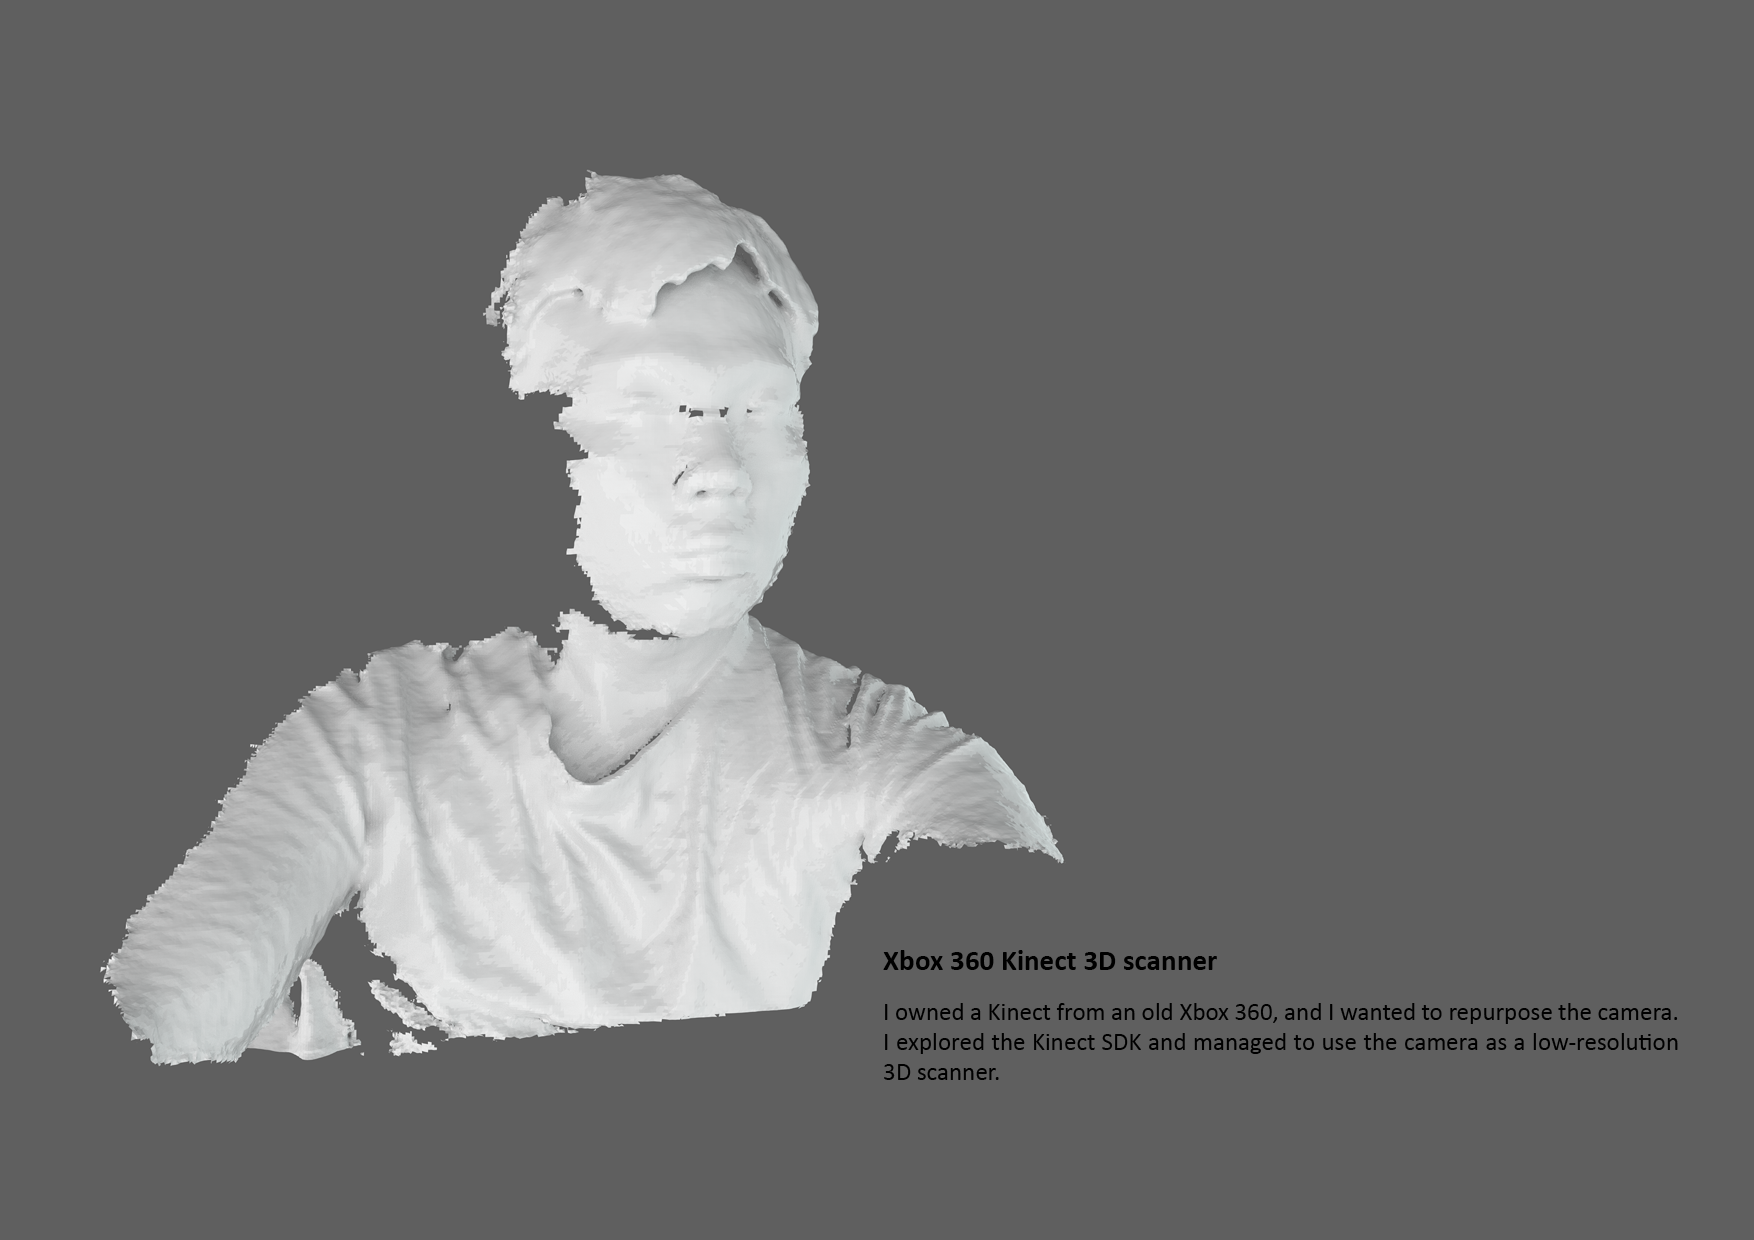 Xbox 360 Kinect 3D scanner
I owned a Kinect from an old Xbox 360, and I wanted to repurpose the camera.
I explored the Kinect SDK and managed to use the camera as a low-resolution
3D scanner.